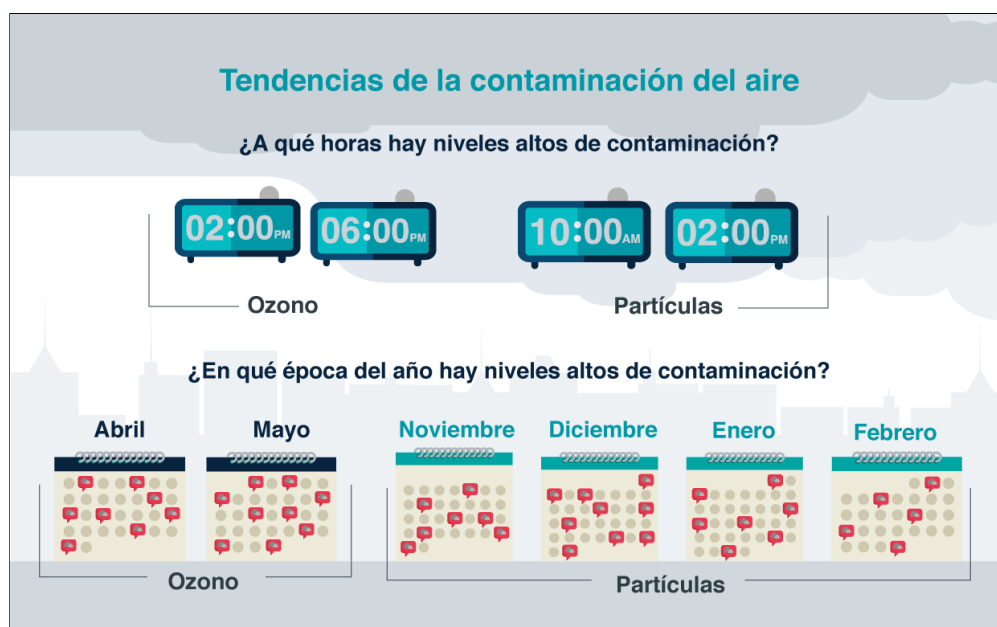 Tendencias de la contaminación del aire
¿A qué horas hay niveles altos de contaminación?
02:00PM 06:00PM 10:00AM 02:00PM
Ozono Partículas
¿En qué época del año hay niveles altos de contaminación?
Abril Mayo Noviembre Diciembre Enero Febrero
Ozono Partículas